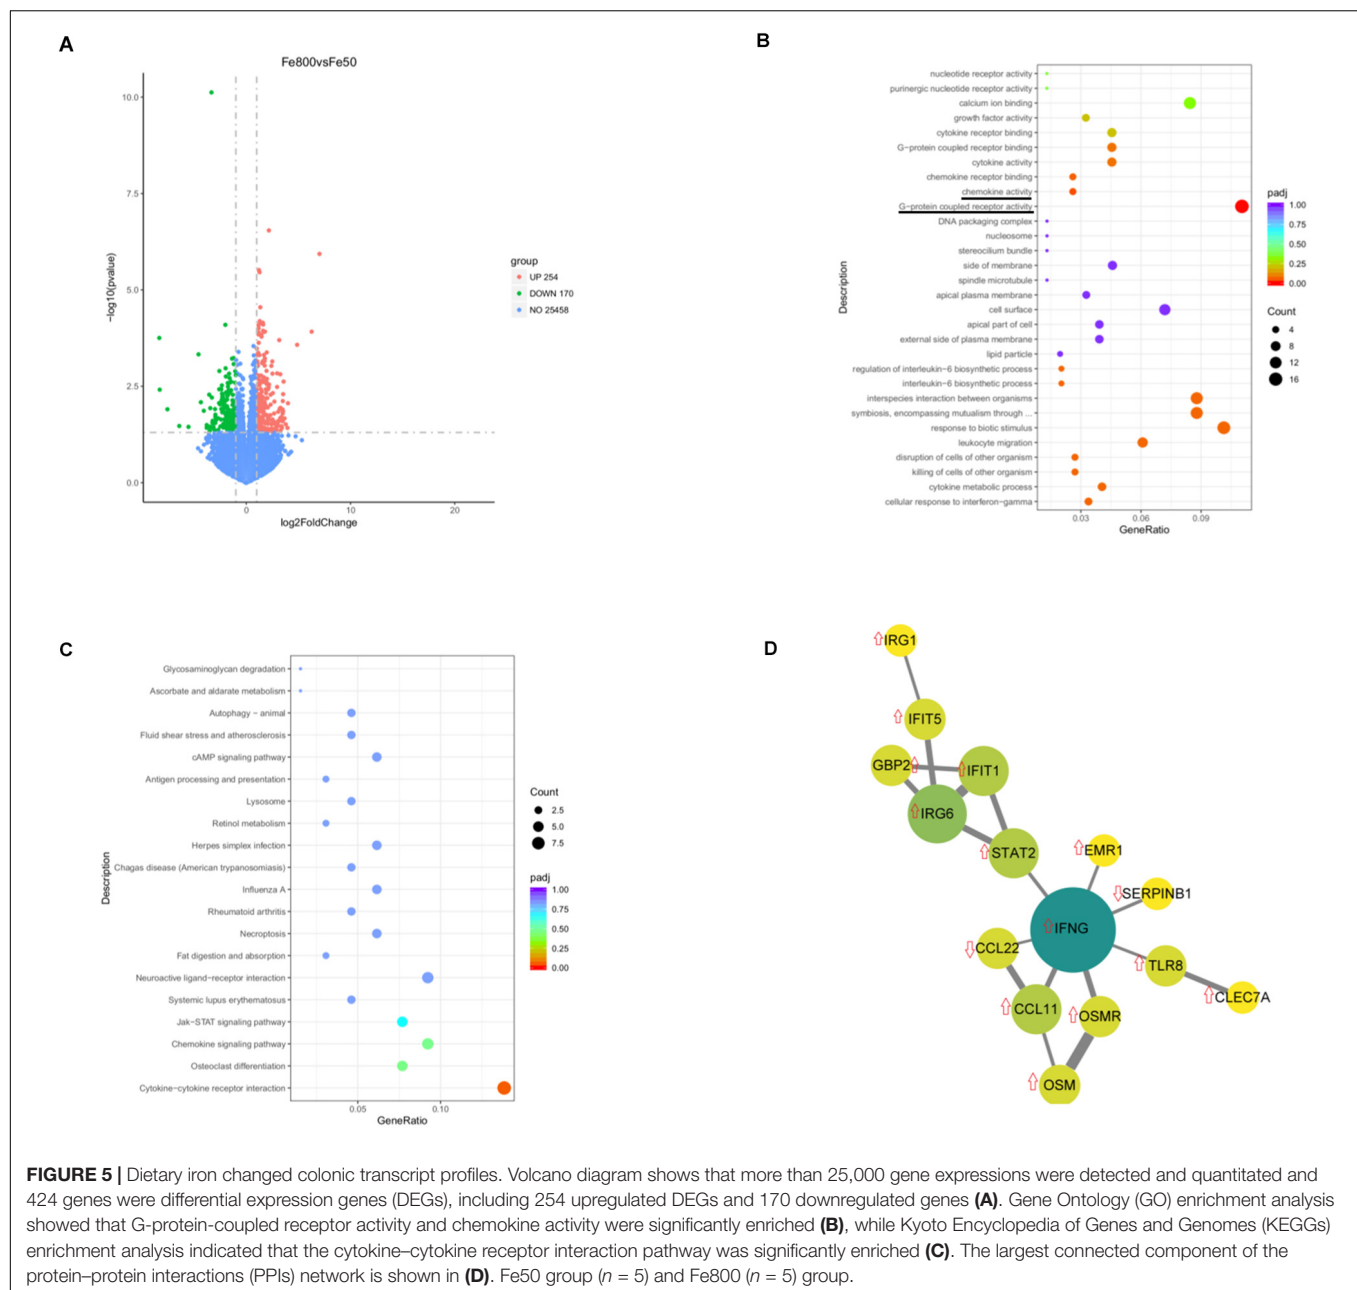 A
Fe800vsFe50
10.0
7.5
5.0
2.5
0.0
−log10(pvalue)
0
10
20
log2FoldChange
group
UP 254
DOWN 170
NO 25458
B
nucleotide receptor activity
purinergic nucleotide receptor activity
calcium ion binding
growth factor activity
cytokine receptor binding
G−protein coupled receptor binding
cytokine activity
chemokine receptor binding
chemokine activity
G−protein coupled receptor activity
DNA packaging complex
nucleosome
stereocilium bundle
side of membrane
spindle microtubule
apical plasma membrane
cell surface
apical part of cell
external side of plasma membrane
lipid particle
regulation of interleukin−6 biosynthetic process
interleukin−6 biosynthetic process
interspecies interaction between organisms
symbiosis, encompassing mutualism through ...
response to biotic stimulus
leukocyte migration
disruption of cells of other organism
killing of cells of other organism
cytokine metabolic process
cellular response to interferon−gamma
Description
0.03
0.06
0.09
GeneRatio
padj
1.00
0.75
0.50
0.25
0.00
Count
4
8
12
16
C
Glycosaminoglycan degradation
Ascorbate and aldarate metabolism
Autophagy − animal
Fluid shear stress and atherosclerosis
cAMP signaling pathway
Antigen processing and presentation
Lysosome
Retinol metabolism
Herpes simplex infection
Chagas disease (American trypanosomiasis)
Influenza A
Rheumatoid arthritis
Necroptosis
Fat digestion and absorption
Neuroactive ligand−receptor interaction
Systemic lupus erythematosus
Jak−STAT signaling pathway
Chemokine signaling pathway
Osteoclast differentiation
Cytokine−cytokine receptor interaction
Description
0.05
0.10
GeneRatio
Count
2.5
5.0
7.5
padj
1.00
0.75
0.50
0.25
0.00
D
IRG1
IFIT5
GBP2
IFIT1
IRG6
STAT2
EMR1
SERPINB1
IFNG
CCL22
TLR8
CLEC7A
CCL11
OSMR
OSM
FIGURE 5 | Dietary iron changed colonic transcript profiles. Volcano diagram shows that more than 25,000 gene expressions were detected and quantitated and
424 genes were differential expression genes (DEGs), including 254 upregulated DEGs and 170 downregulated genes (A). Gene Ontology (GO) enrichment analysis
showed that G-protein-coupled receptor activity and chemokine activity were significantly enriched (B), while Kyoto Encyclopedia of Genes and Genomes (KEGGs)
enrichment analysis indicated that the cytokine–cytokine receptor interaction pathway was significantly enriched (C). The largest connected component of the
protein–protein interactions (PPIs) network is shown in (D). Fe50 group (n = 5) and Fe800 (n = 5) group.